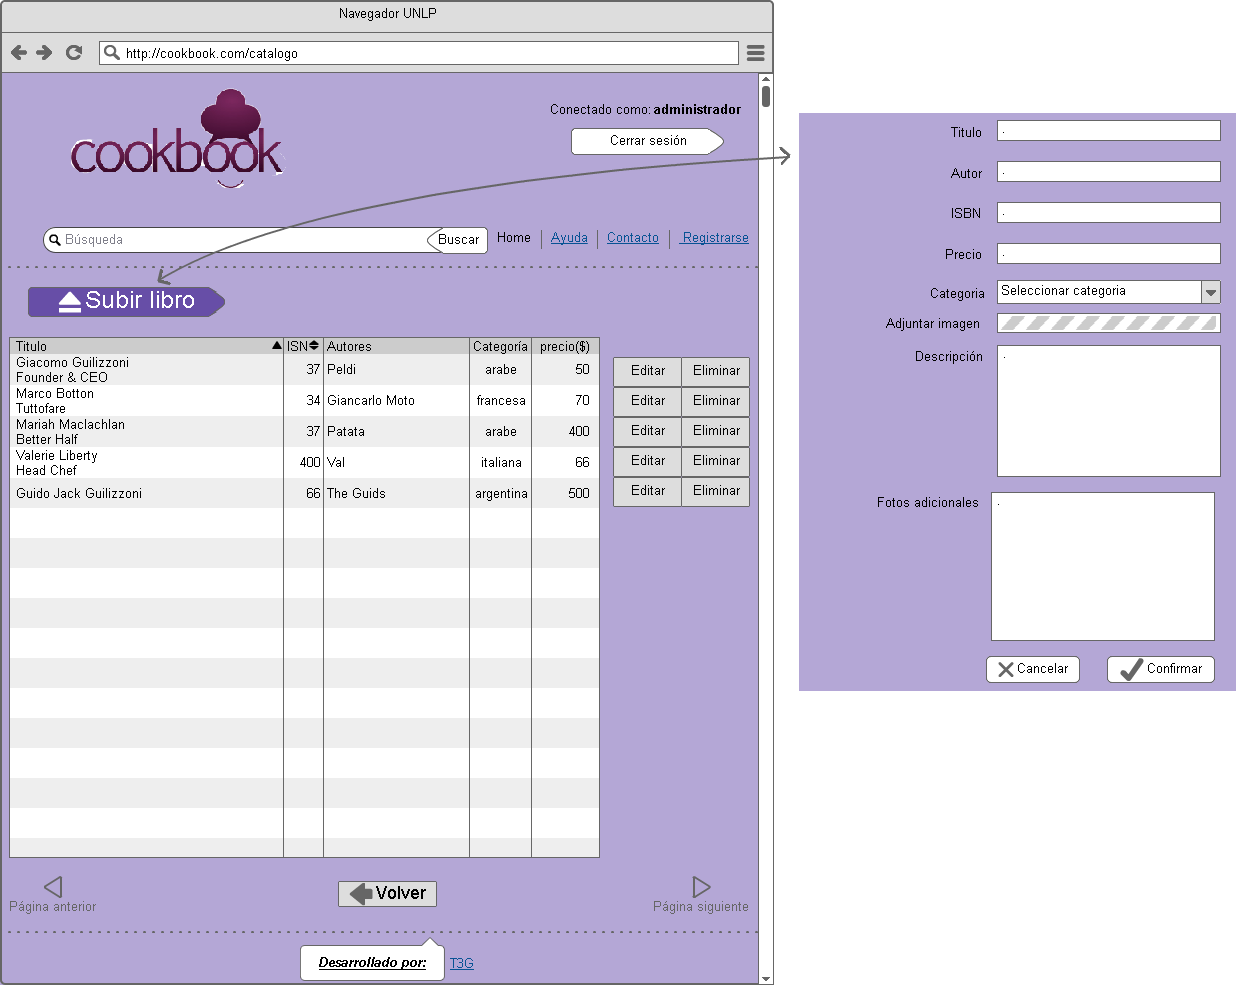 Navegador UNLP
http://cookbook.com/catalogo
cookbook
Conectado como: administrador
Cerrar sesión
Búsqueda
Buscar
Home
Ayuda
Contacto
Registrarse
Subir libro
Titulo ISN Autores Categoría precio($)
Giacomo Guilizzoni
Founder & CEO
37 Peldi arabe 50
Editar Eliminar
Marco Botton
Tuttofare
34 Giancarlo Moto francesa 70
Editar Eliminar
Mariah Maclachlan
Better Half
37 Patata arabe 400
Editar Eliminar
Valerie Liberty
Head Chef
400 Val italiana 66
Editar Eliminar
Guido Jack Guilizzoni 66 The Guids argentina 500
Editar Eliminar
Página anterior
Volver
Página siguiente
Desarrollado por:
T3G
Titulo
Autor
ISBN
Precio
Categoria
Seleccionar categoria
Adjuntar imagen
Descripción
Fotos adicionales
Cancelar
Confirmar